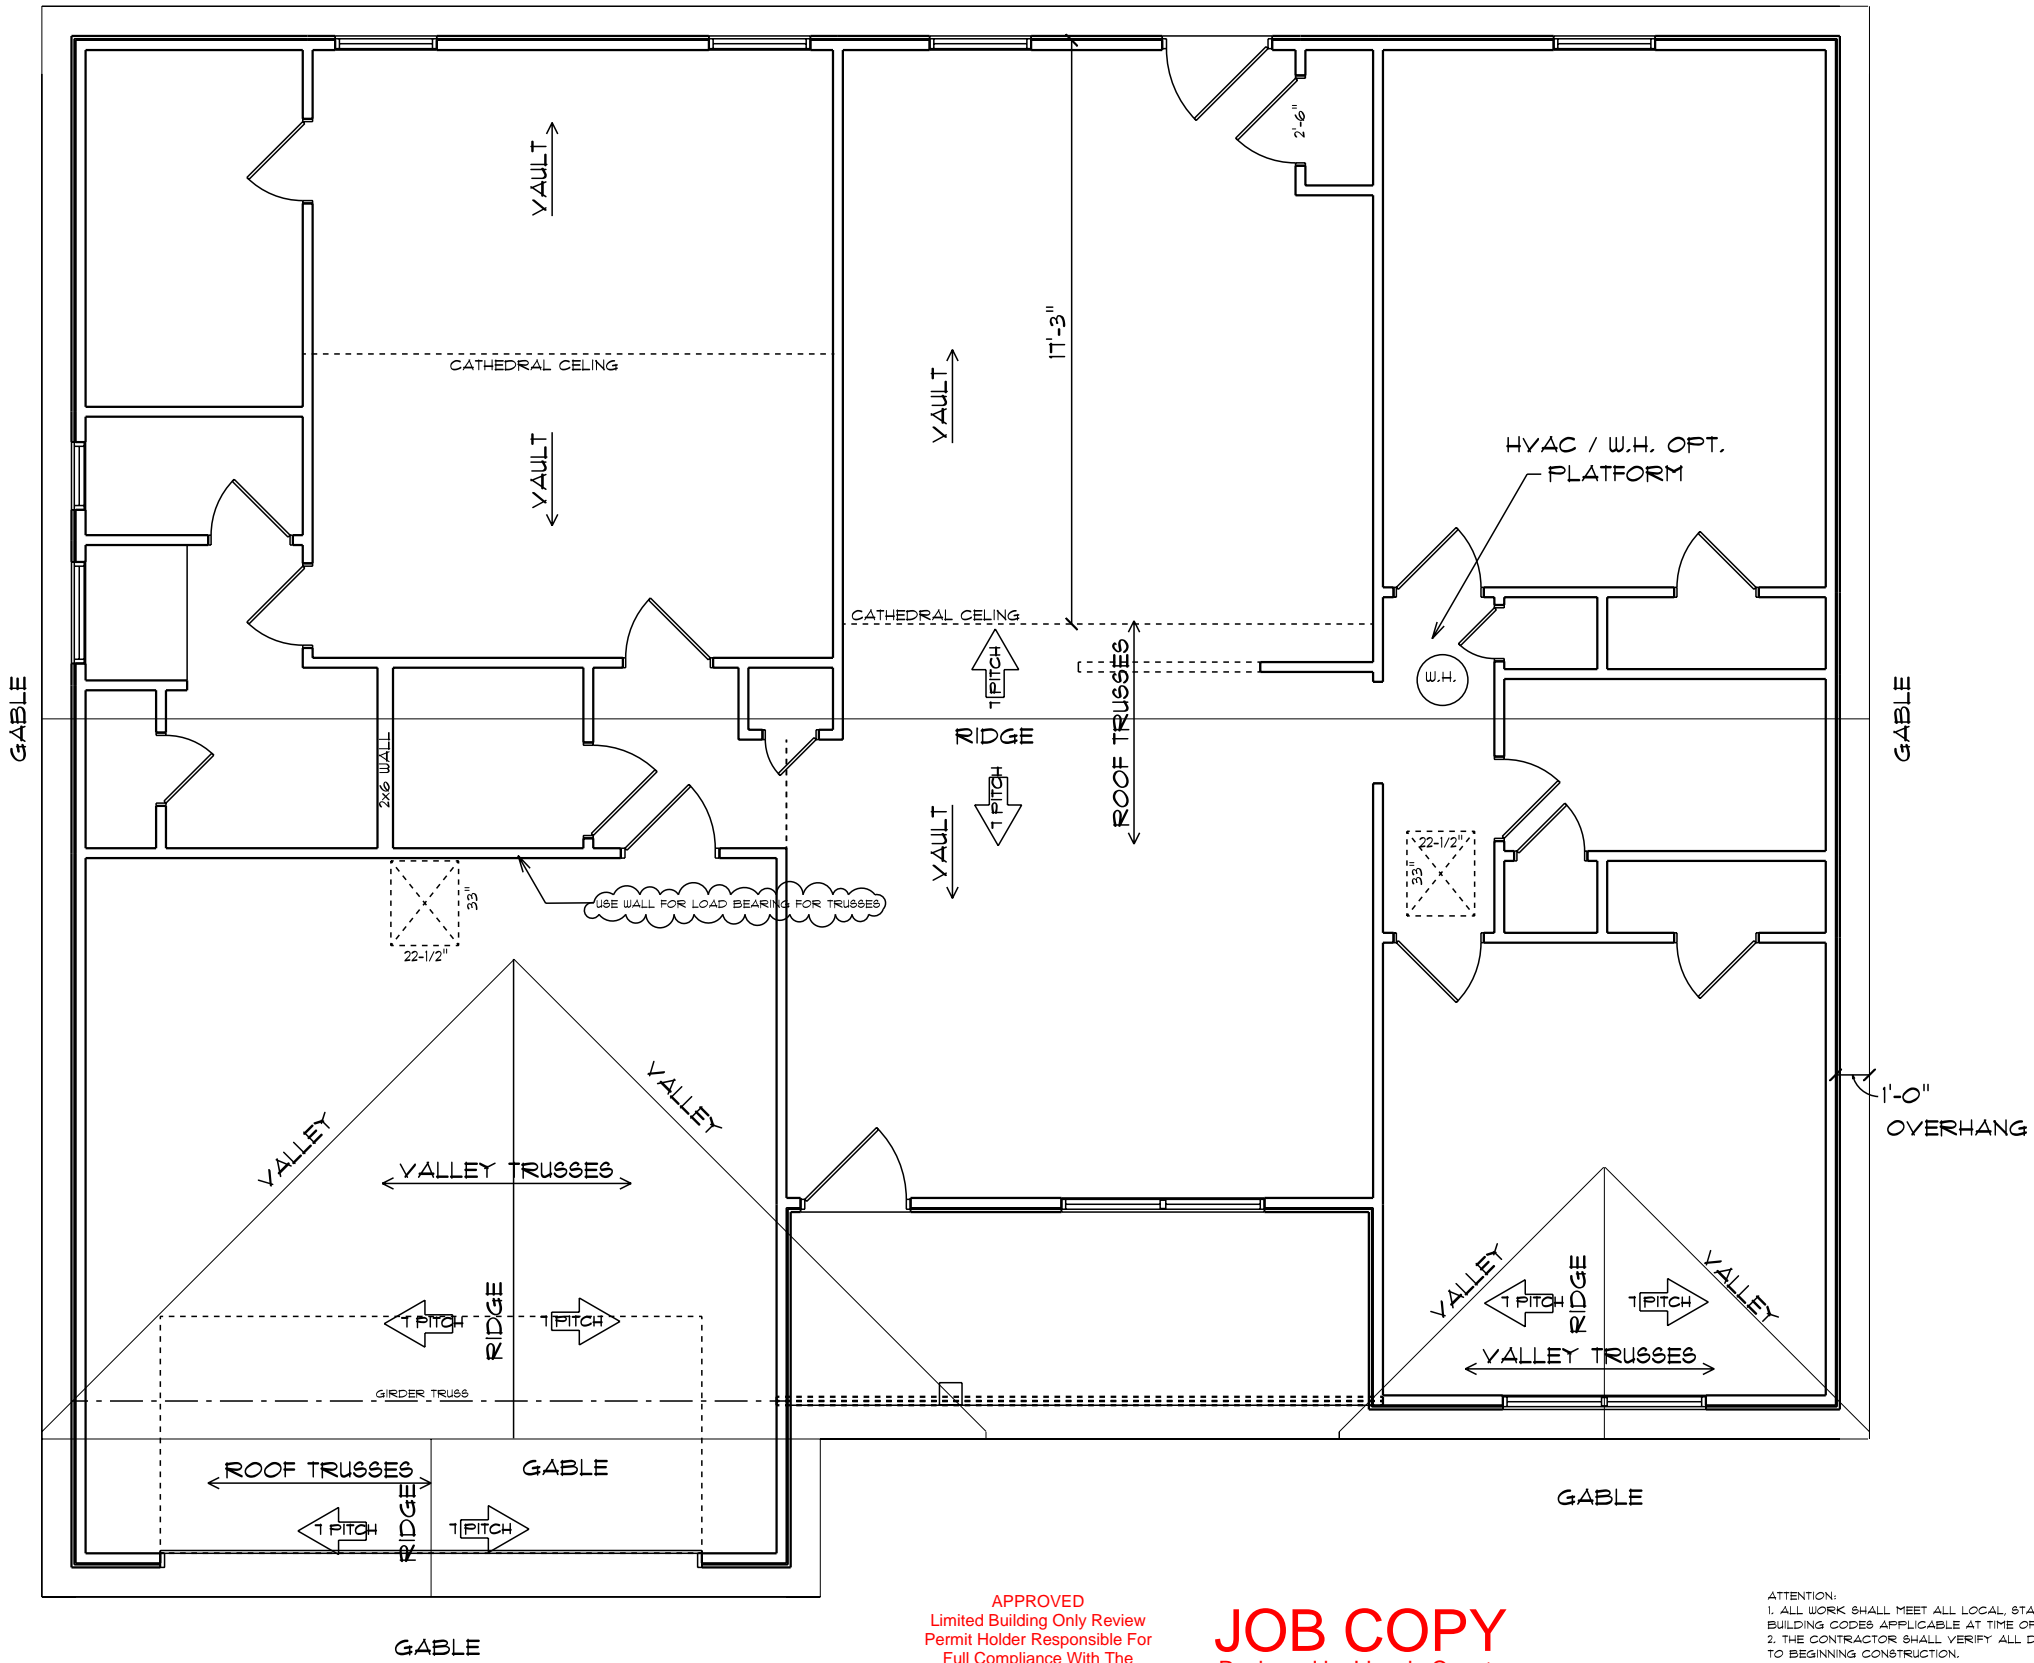 VAULT
2'-6"
17'-3"
CATHEDRAL CELING
VAULT
VAULT
HVAC / W.H. OPT.
PLATFORM
CATHEDRAL CELING
7 PITCH
ROOF TRUSSES
W.H.
GABLE
GABLE
RIDGE
2x6 WALL
7 PITCH
VAULT
22-1/2"
33"
33"
USE WALL FOR LOAD BEARING FOR TRUSSES
22-1/2"
1'-0"
OVERHANG
VALLEY
VALLEY
VALLEY TRUSSES
VALLEY
VALLEY
RIDGE
RIDGE
7 PITCH
7 PITCH
7 PITCH
7 PITCH
VALLEY TRUSSES
GIRDER TRUSS
ROOF TRUSSES
GABLE
GABLE
RIDGE
7 PITCH
7 PITCH
GABLE
APPROVED
Limited Building Only Review
Permit Holder Responsible For
Full Compliance With The
JOB COPY
ATTENTION:
1. ALL WORK SHALL MEET ALL LOCAL, STA
BUILDING CODES APPLICABLE AT TIME OF
2. THE CONTRACTOR SHALL VERIFY ALL D
TO BEGINNING CONSTRUCTION.